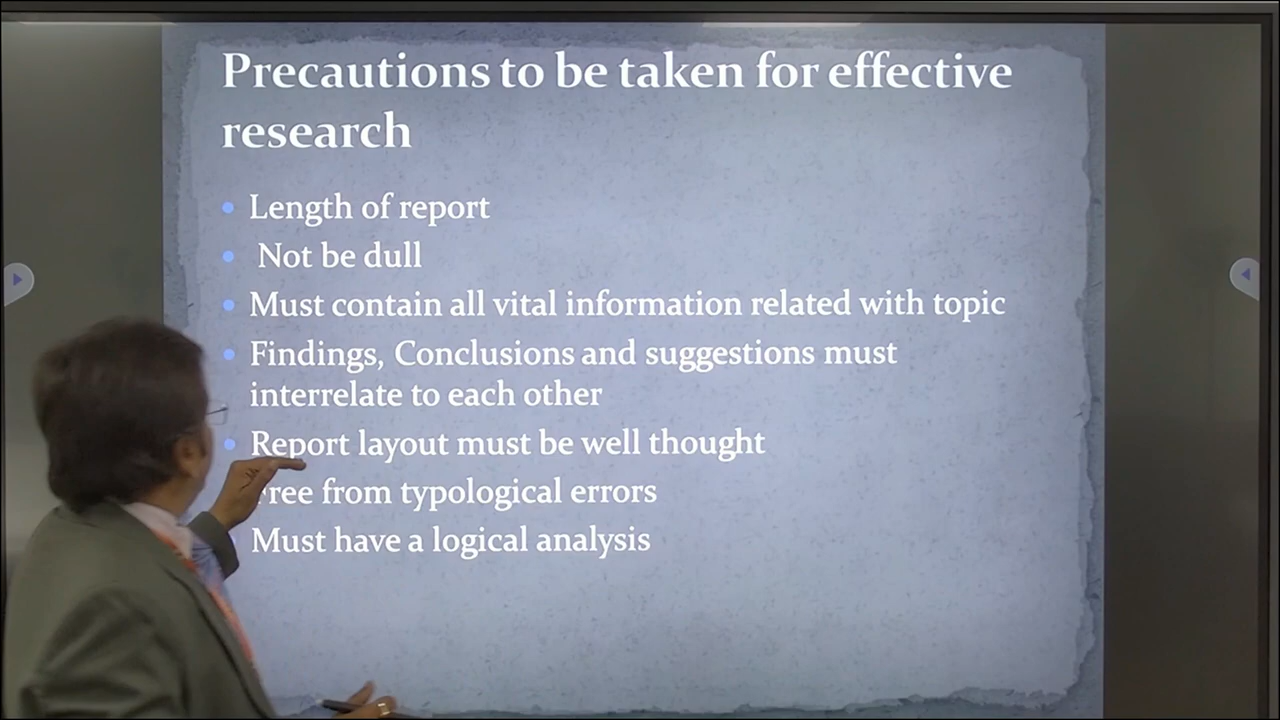 Precautions to be taken for effective
research
• Length of report
• Not be dull
• Must contain all vital information related with topic
• Findings, Conclusions and suggestions must
interrelate to each other
• Report layout must be well thought
Free from typological errors
Must have a logical analysis